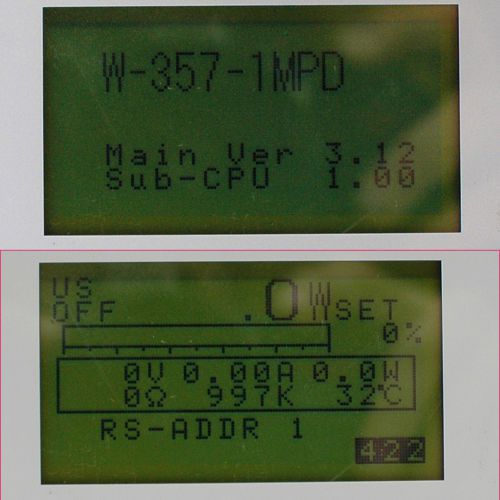 W-357-1MPD
Main Ver 3.12
Sub-CPU 1.00
US
OFF .0W SET
0%
0V 0.00A 0.0W
0Ω 997K 32℃
RS-ADDR 1
422